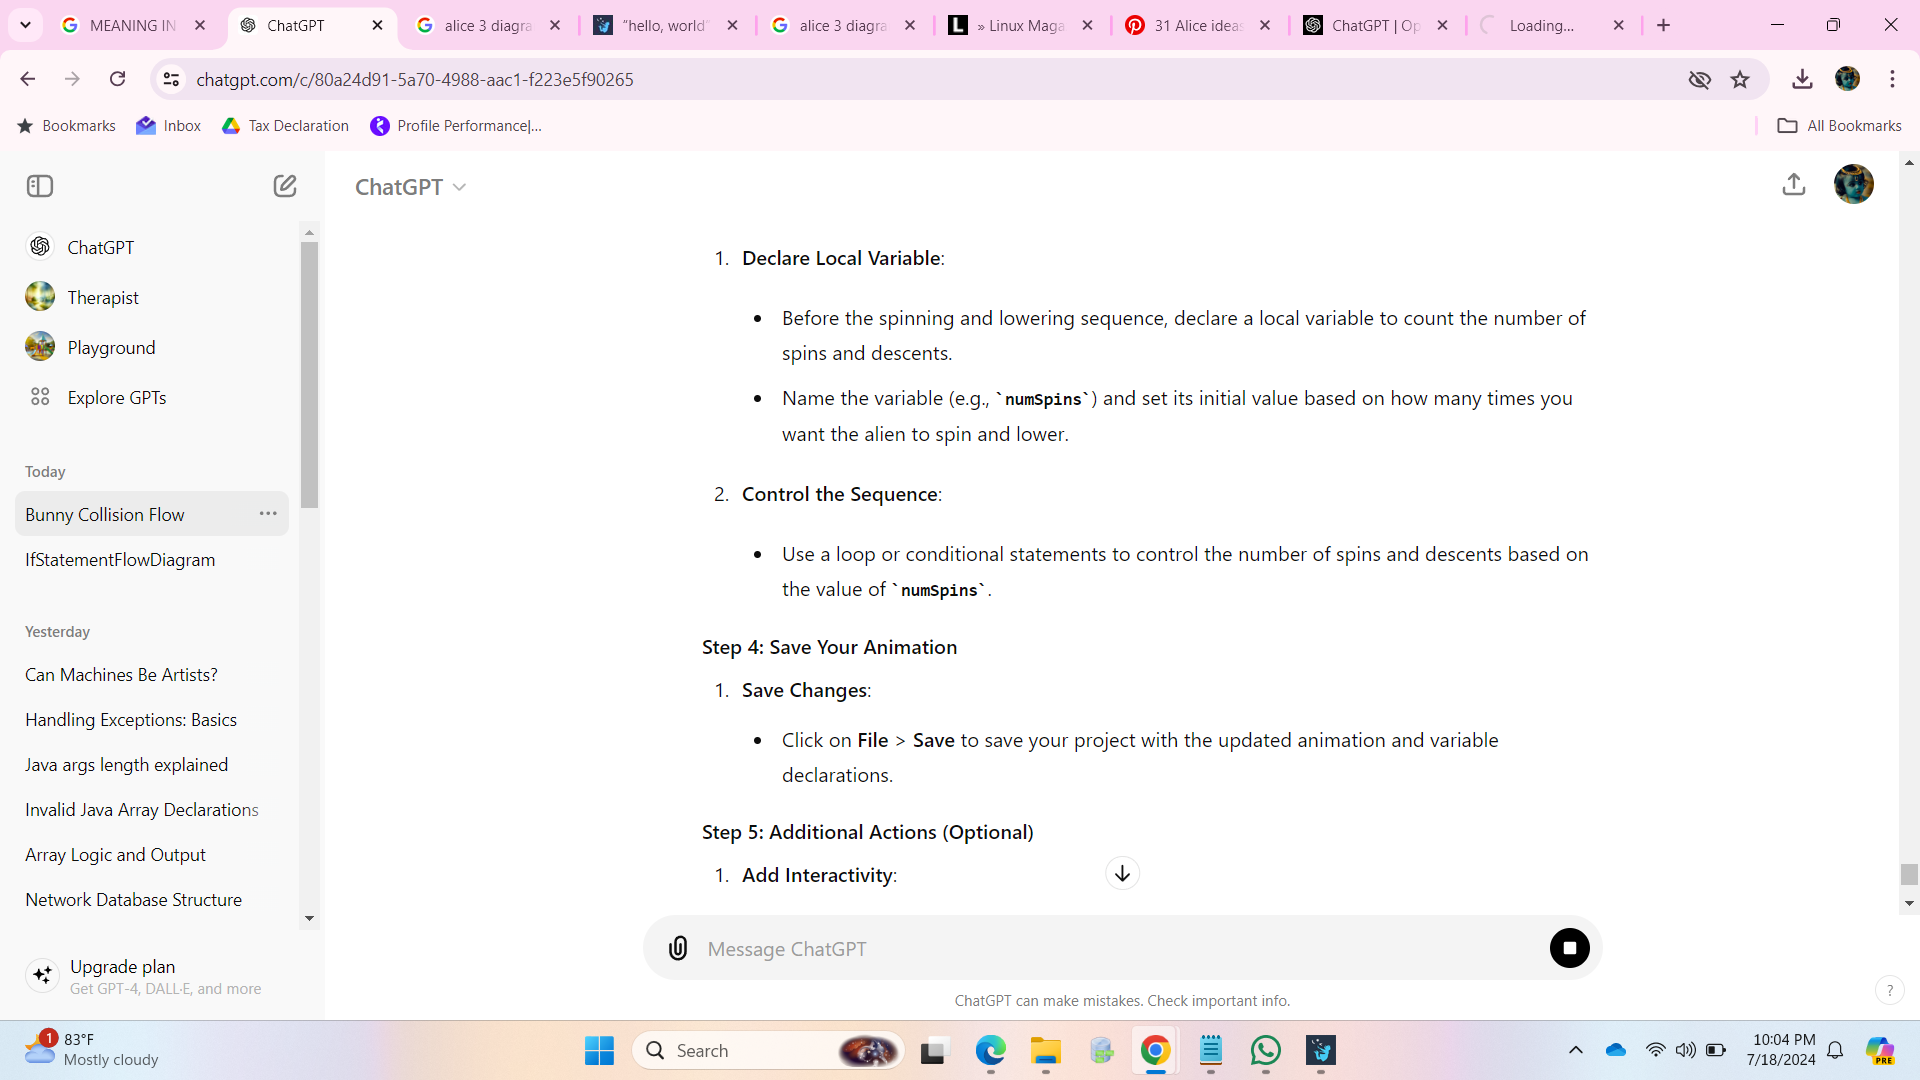 MEANING IN
ChatGPT
alice 3 diagra
“hello, world”
alice 3 diagra
» Linux Maga
31 Alice ideas
ChatGPT | Op
Loading...
chatgpt.com/c/80a24d91-5a70-4988-aac1-f223e5f90265
Bookmarks
Inbox
Tax Declaration
Profile Performance|...
All Bookmarks
ChatGPT
ChatGPT
Therapist
Playground
Explore GPTs
Today
Bunny Collision Flow
IfStatementFlowDiagram
Yesterday
Can Machines Be Artists?
Handling Exceptions: Basics
Java args length explained
Invalid Java Array Declarations
Array Logic and Output
Network Database Structure
Upgrade plan
Get GPT-4, DALL·E, and more
1. Declare Local Variable:
• Before the spinning and lowering sequence, declare a local variable to count the number of
spins and descents.
• Name the variable (e.g., `numSpins`) and set its initial value based on how many times you
want the alien to spin and lower.
2. Control the Sequence:
• Use a loop or conditional statements to control the number of spins and descents based on
the value of `numSpins`.
Step 4: Save Your Animation
1. Save Changes:
• Click on File > Save to save your project with the updated animation and variable
declarations.
Step 5: Additional Actions (Optional)
1. Add Interactivity:
Message ChatGPT
ChatGPT can make mistakes. Check important info.
?
1
83°F
Mostly cloudy
Search
10:04 PM
7/18/2024
PRE